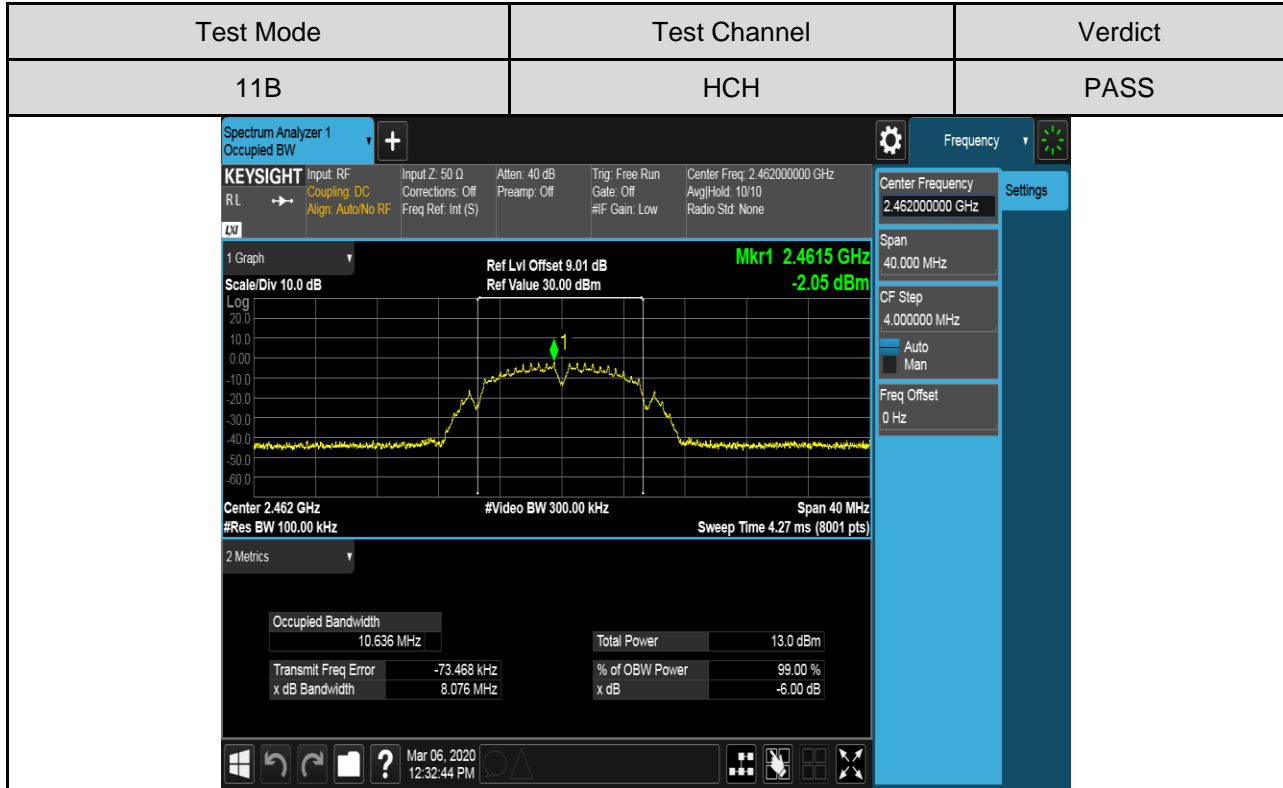 Test Mode Test Channel Verdict
11B HCH PASS
Spectrum Analyzer 1
Occupied BW
+
Frequency
KEYSIGHT
RL
LXI
Input: RF
Coupling: DC
Align: Auto/No RF
Input Z: 50 Ω
Corrections: Off
Freq Ref: Int (S)
Atten: 40 dB
Preamp: Off
Trig: Free Run
Gate: Off
#IF Gain: Low
Center Freq: 2.462000000 GHz
Avg|Hold: 10/10
Radio Std: None
Center Frequency
2.462000000 GHz
Settings
Span
40.000 MHz
CF Step
4.000000 MHz
Auto
Man
Freq Offset
0 Hz
1 Graph
Scale/Div 10.0 dB
Ref Lvl Offset 9.01 dB
Ref Value 30.00 dBm
Mkr1 2.4615 GHz
-2.05 dBm
Log
20.0
10.0
0.00
-10.0
-20.0
-30.0
-40.0
-50.0
-60.0
1
Center 2.462 GHz
#Res BW 100.00 kHz
#Video BW 300.00 kHz
Span 40 MHz
Sweep Time 4.27 ms (8001 pts)
2 Metrics
Occupied Bandwidth
10.636 MHz
Total Power 13.0 dBm
Transmit Freq Error -73.468 kHz
% of OBW Power 99.00 %
x dB Bandwidth 8.076 MHz
x dB -6.00 dB
?
Mar 06, 2020
12:32:44 PM